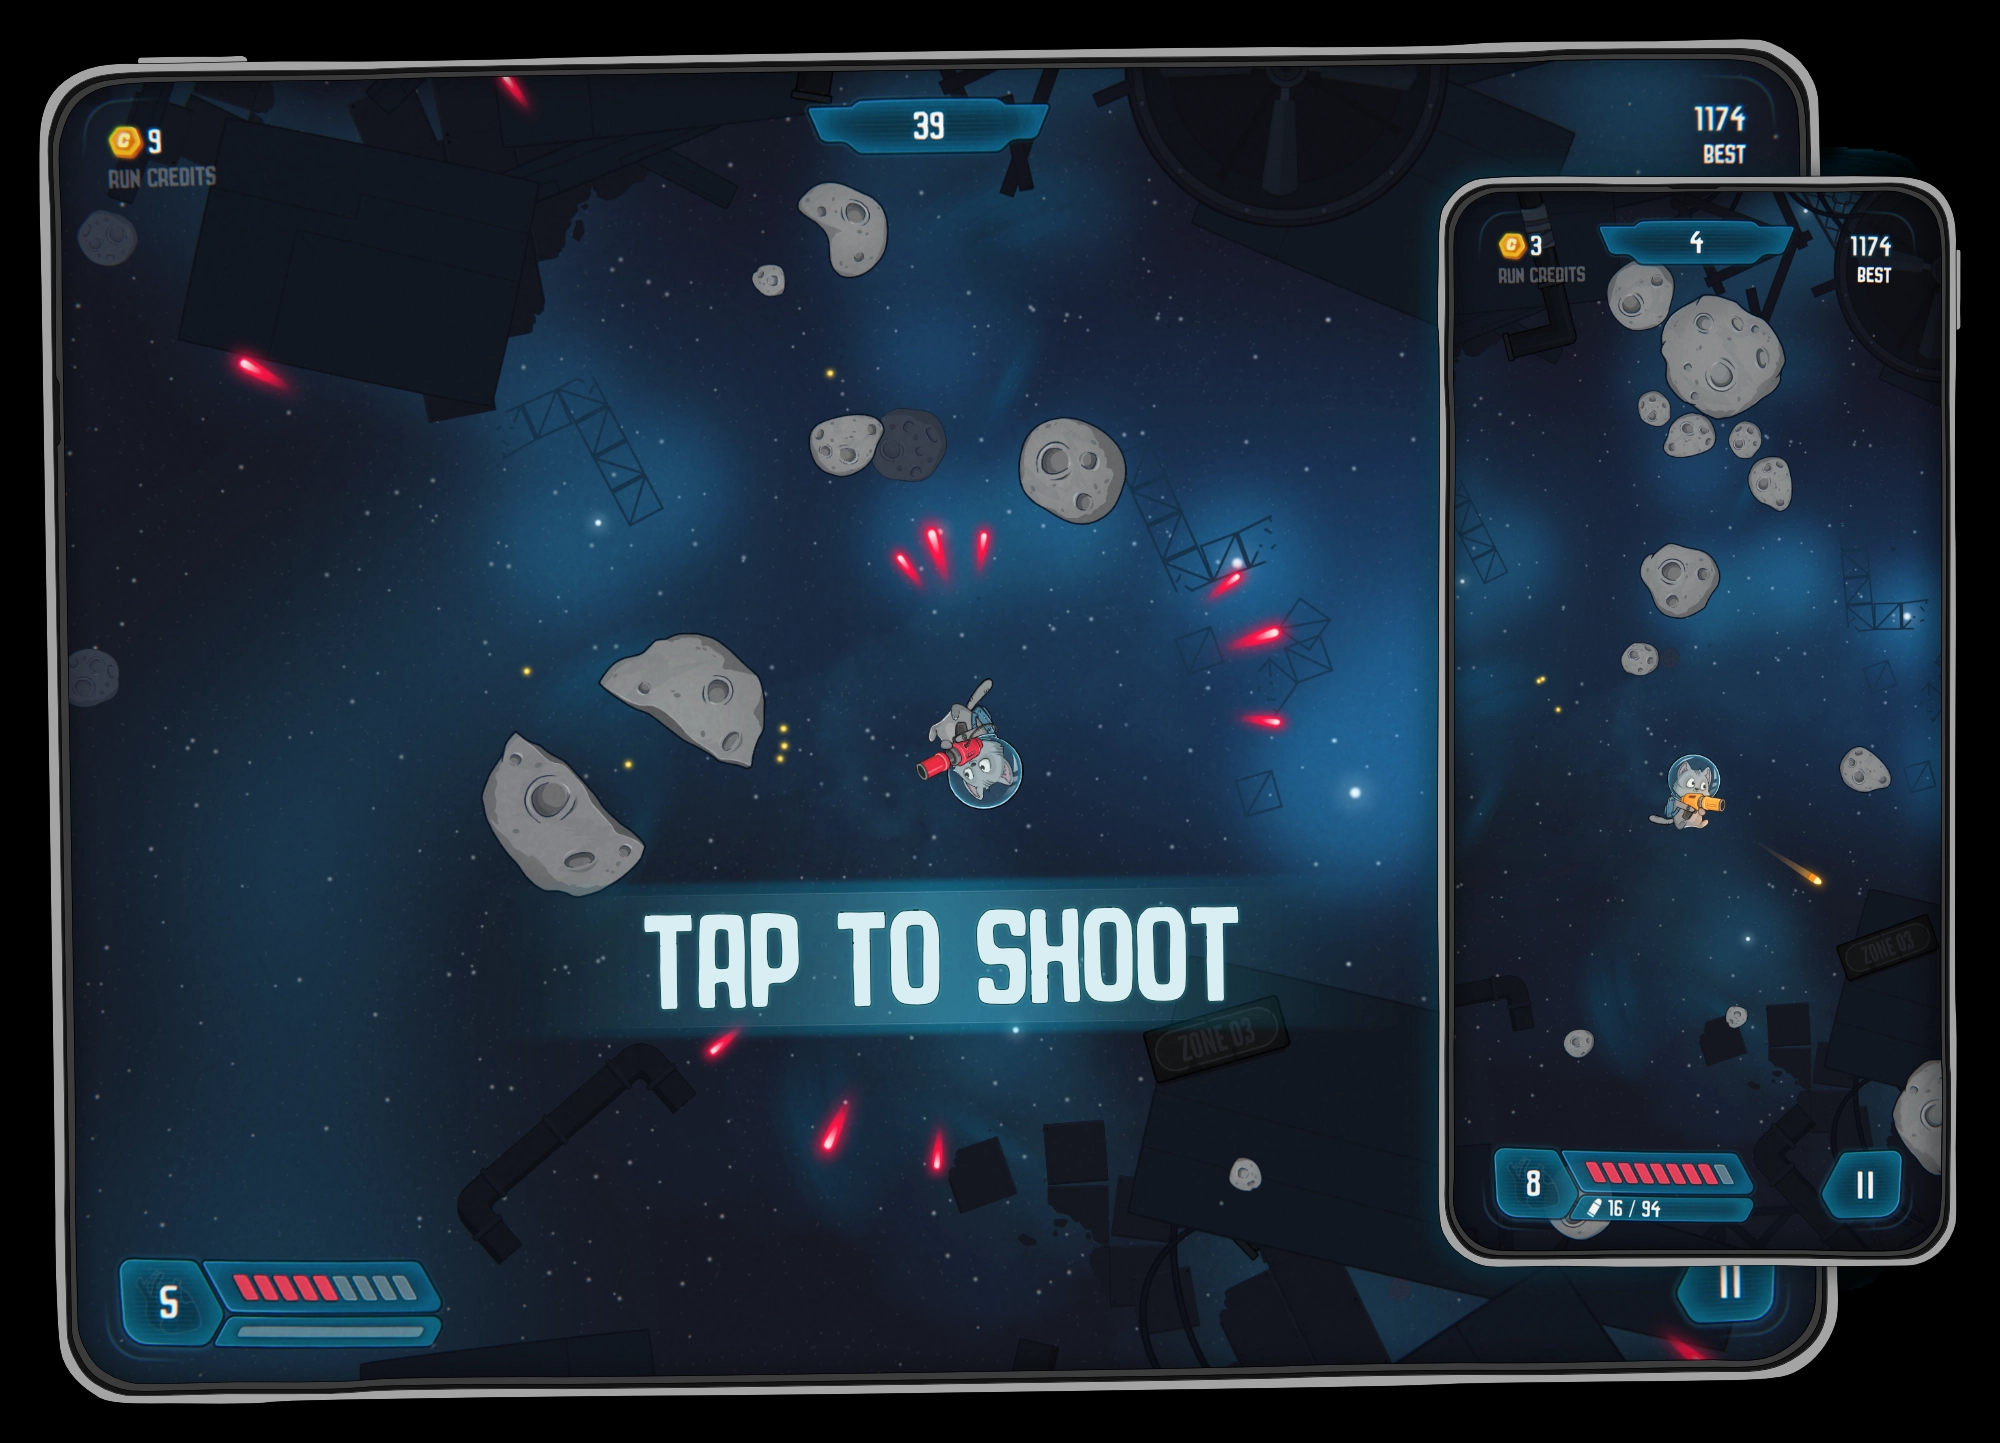 9
RUN CREDITS
39
1174
BEST
TAP TO SHOOT
ZONE 03
5
3
RUN CREDITS
4
1174
BEST
ZONE 03
8
16 / 94